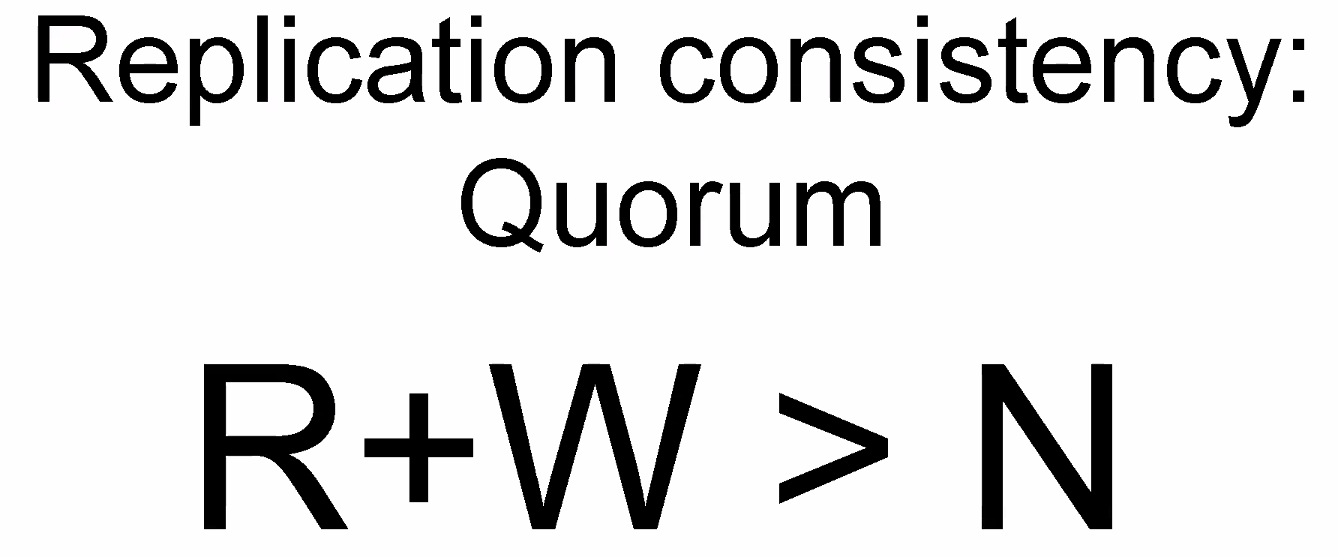 Replication consistency:
Quorum
R+W > N